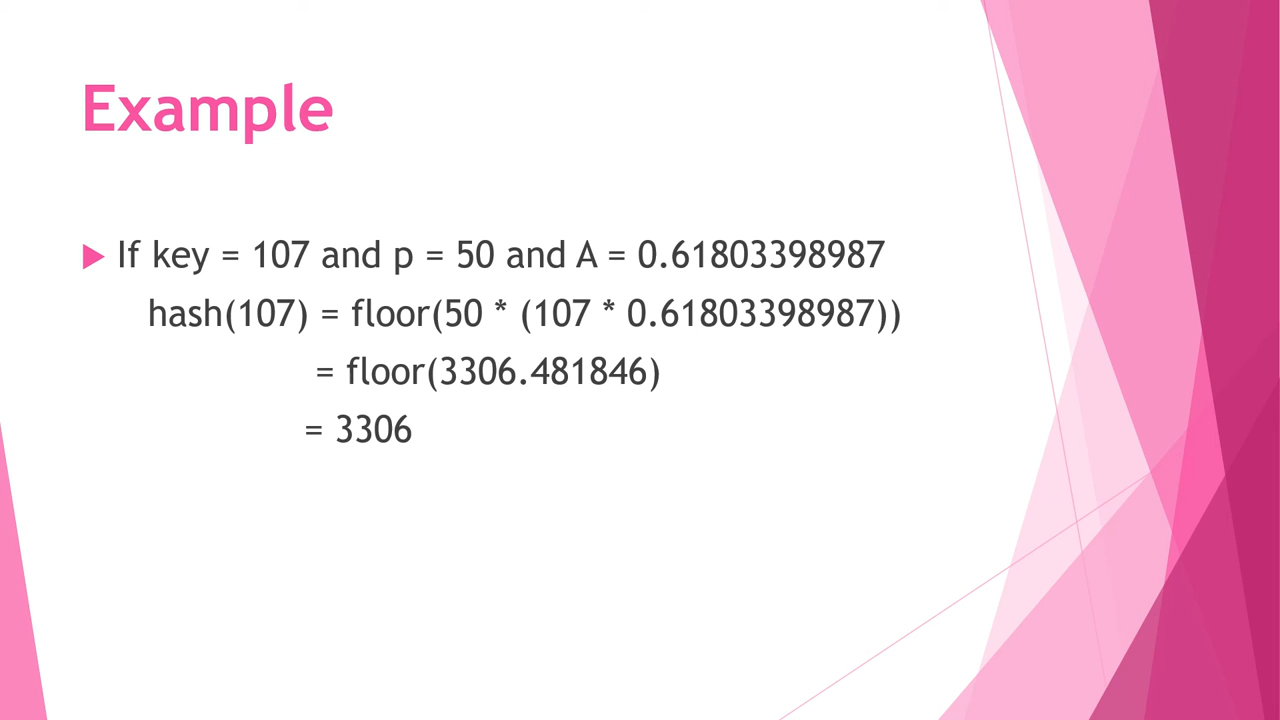 Example
If key = 107 and p = 50 and A = 0.61803398987
hash(107) = floor(50 * (107 * 0.61803398987))
= floor(3306.481846)
= 3306